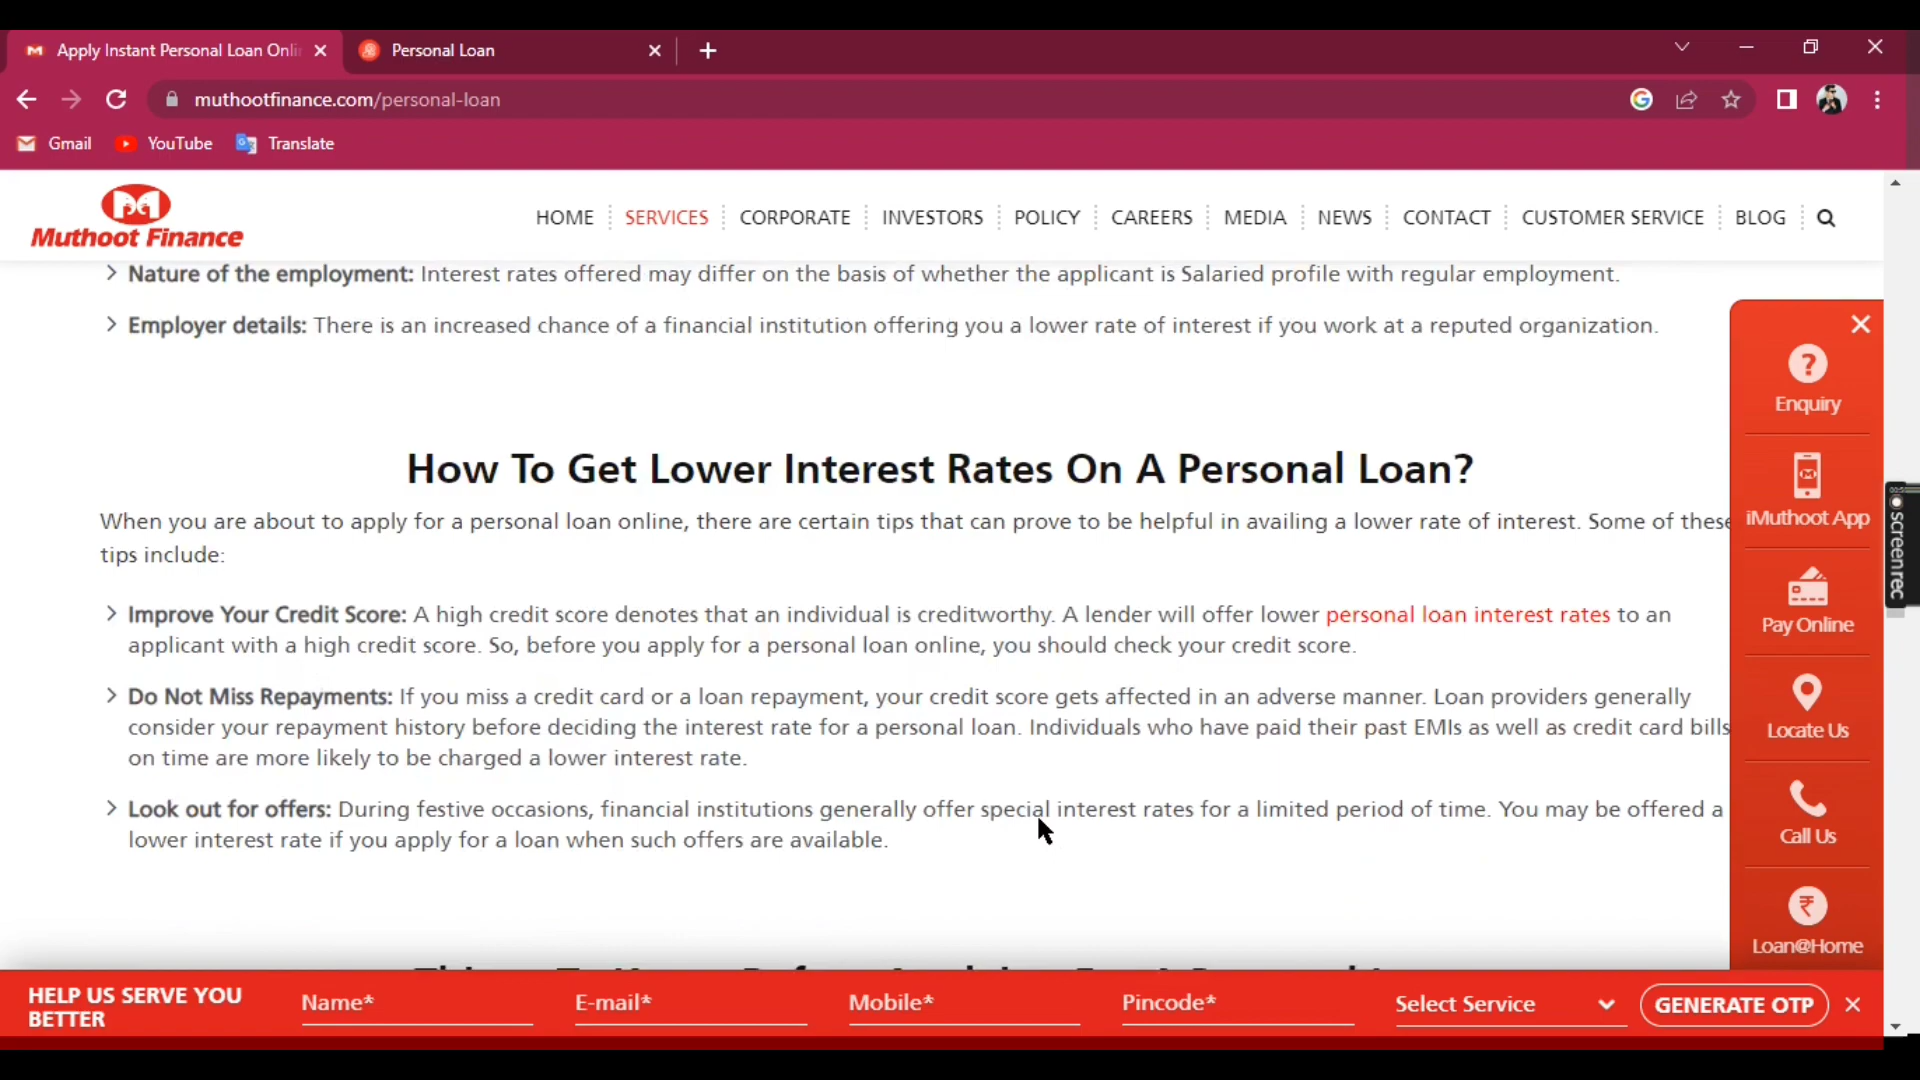 Apply Instant Personal Loan Onli
Personal Loan
muthootfinance.com/personal-loan
Gmail
YouTube
Translate
Muthoot Finance
HOME
SERVICES
CORPORATE
INVESTORS
POLICY
CAREERS
MEDIA
NEWS
CONTACT
CUSTOMER SERVICE
BLOG
Nature of the employment: Interest rates offered may differ on the basis of whether the applicant is Salaried profile with regular employment.
Employer details: There is an increased chance of a financial institution offering you a lower rate of interest if you work at a reputed organization.
How To Get Lower Interest Rates On A Personal Loan?
When you are about to apply for a personal loan online, there are certain tips that can prove to be helpful in availing a lower rate of interest. Some of these
tips include:
Improve Your Credit Score: A high credit score denotes that an individual is creditworthy. A lender will offer lower personal loan interest rates to an
applicant with a high credit score. So, before you apply for a personal loan online, you should check your credit score.
Do Not Miss Repayments: If you miss a credit card or a loan repayment, your credit score gets affected in an adverse manner. Loan providers generally
consider your repayment history before deciding the interest rate for a personal loan. Individuals who have paid their past EMIs as well as credit card bills
on time are more likely to be charged a lower interest rate.
Look out for offers: During festive occasions, financial institutions generally offer special interest rates for a limited period of time. You may be offered a
lower interest rate if you apply for a loan when such offers are available.
Enquiry
iMuthoot App
Pay Online
Locate Us
Call Us
Loan@Home
screenrec
HELP US SERVE YOU
BETTER
Name*
E-mail*
Mobile*
Pincode*
Select Service
GENERATE OTP